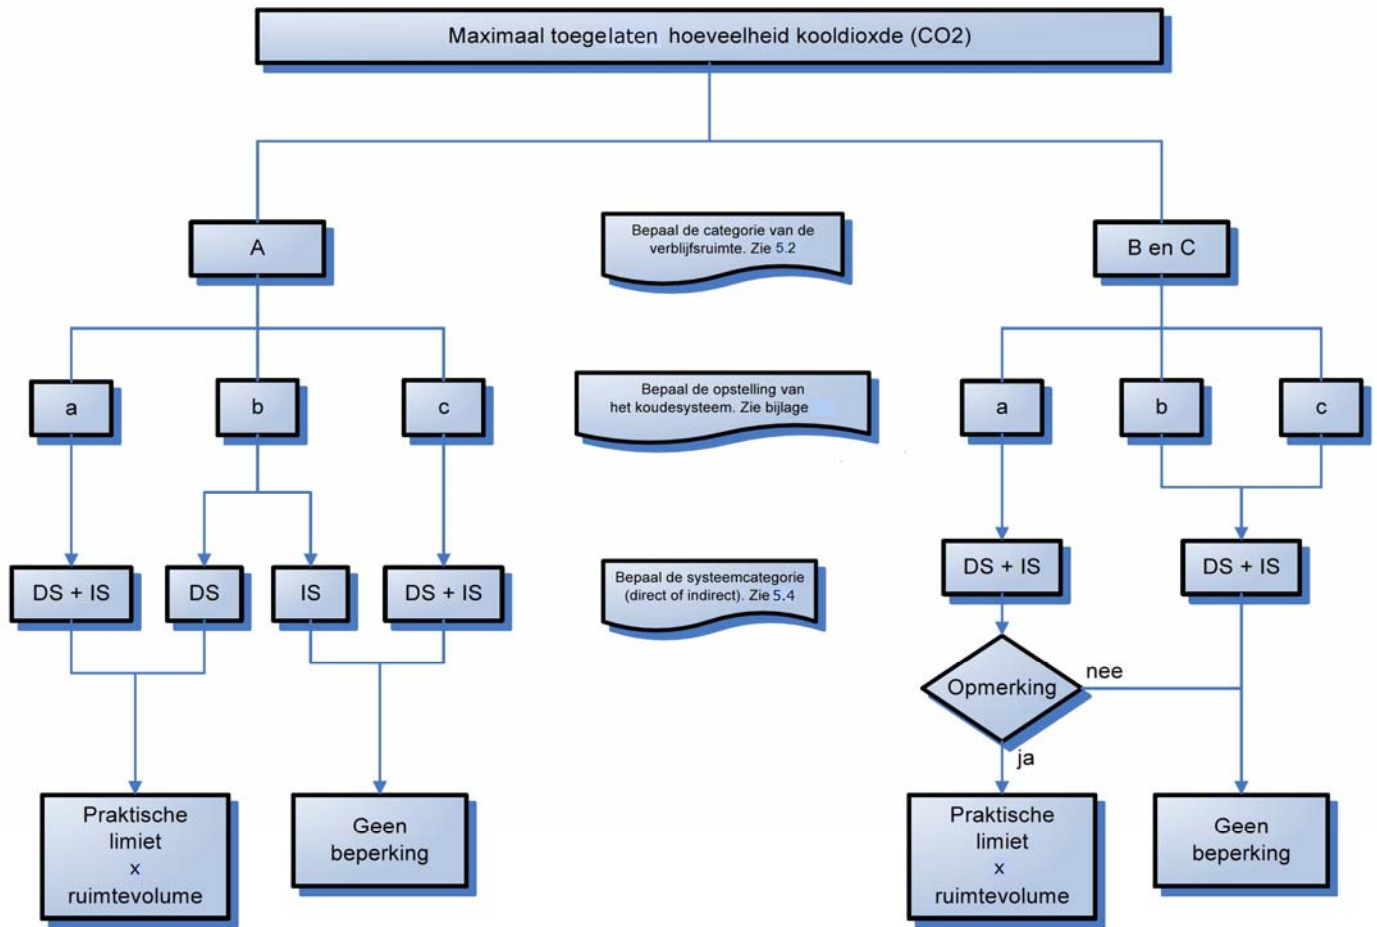 Maximaal toegelaten hoeveelheid kooldioxde (CO2)
A
Bepaal de categorie van de
verblijfsruimte. Zie 5.2
B en C
a
b
c
Bepaal de opstelling van
het koudesysteem. Zie bijlage
a
b
c
DS + IS
DS
IS
DS + IS
Bepaal de systeemcategorie
(direct of indirect). Zie 5.4
DS + IS
DS + IS
Opmerking
nee
ja
Praktische
limiet
x
ruimtevolume
Geen
beperking
Praktische
limiet
x
ruimtevolume
Geen
beperking